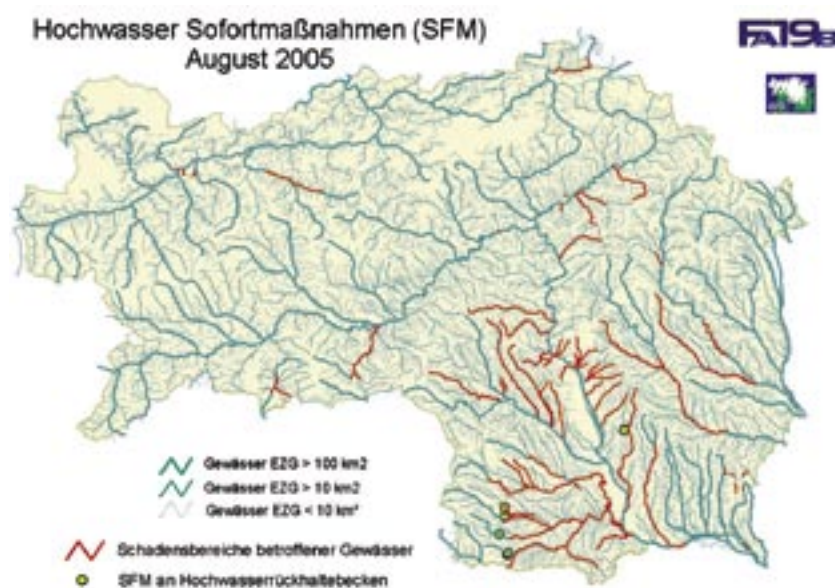 Hochwasser Sofortmaßnahmen (SFM)
August 2005
FA19B
Gewässer EZG > 100 km2
Gewässer EZG > 10 km2
Gewässer EZG < 10 km²
Schadensbereiche betroffener Gewässer
SFM an Hochwasserrückhaltebecken